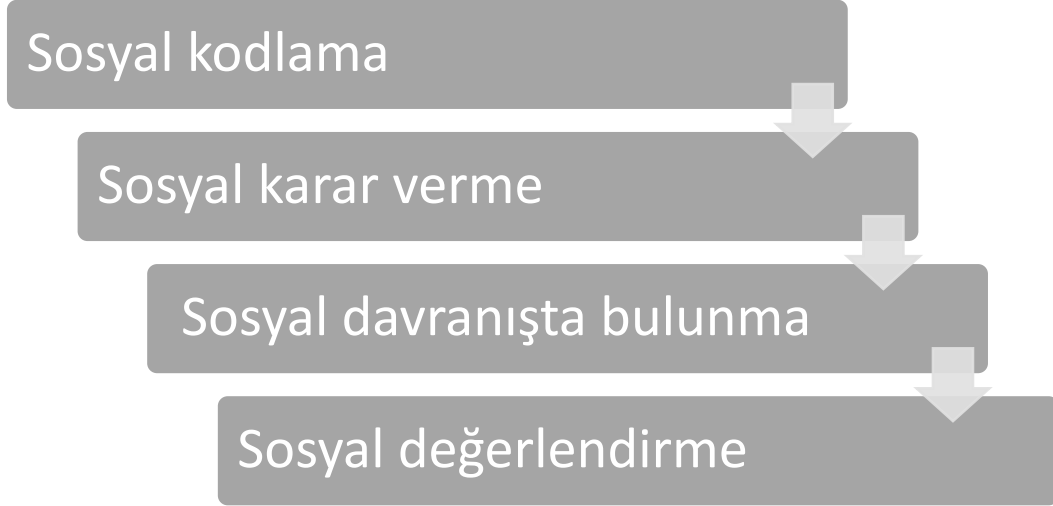 Sosyal kodlama
Sosyal karar verme
Sosyal davranışta bulunma
Sosyal değerlendirme